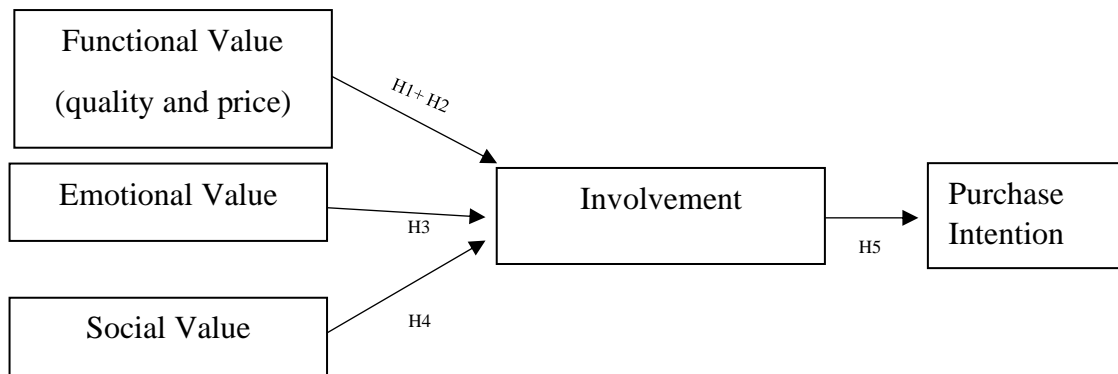 Functional Value
(quality and price)
H1+ H2
Emotional Value
H3
Social Value
H4
Involvement
H5
Purchase
Intention